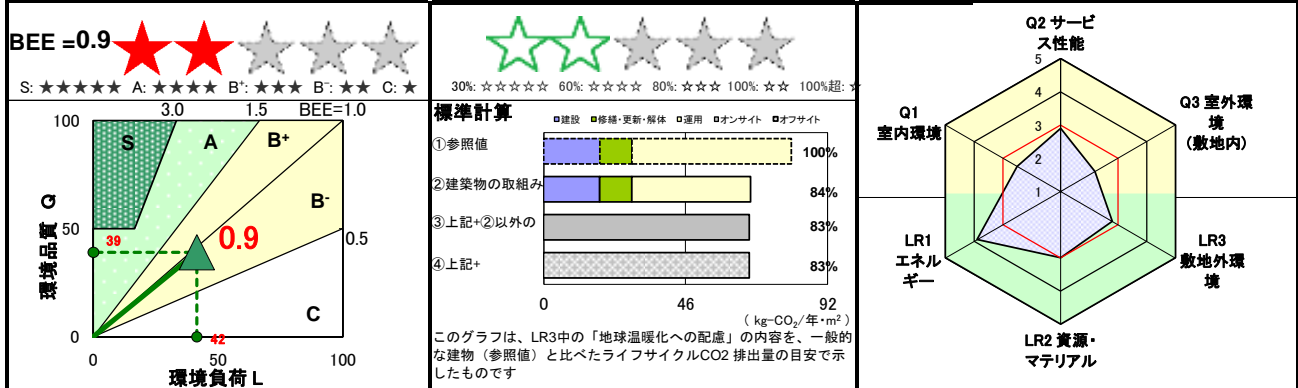 BEE =0.9
S: ★★★★★ A: ★★★★ B⁺: ★★★ B⁻: ★★ C: ★
3.0 1.5 BEE=1.0
100
S
A
B⁺
B⁻
環境品質 Q
50
39
0.9
0.5
C
0
42
0 50 100
環境負荷 L
30%: ☆☆☆☆☆ 60%: ☆☆☆☆ 80%: ☆☆☆ 100%: ☆☆ 100%超: ☆
標準計算
■建設 ■修繕・更新・解体 □運用 ■オンサイト ■オフサイト
①参照値 100%
②建築物の取組み 84%
③上記+②以外の 83%
④上記+ 83%
0 46 92
( kg-CO₂/年・m² )
このグラフは、LR3中の「地球温暖化への配慮」の内容を、一般的
な建物（参照値）と比べたライフサイクルCO2 排出量の目安で示
したものです
Q2 サービ
ス性能
5
4
3
2
1
Q1
室内環境
Q3 室外環
境
(敷地内)
LR1
エネル
ギー
LR3
敷地外環
境
LR2 資源・
マテリアル